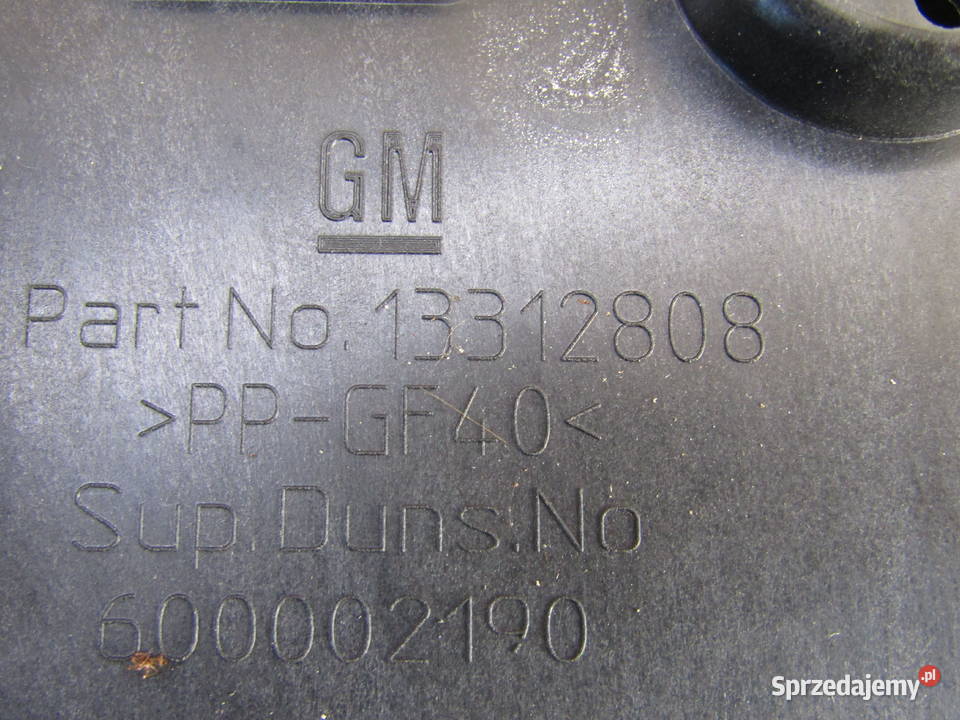 GM
Part No. 13312808
>PP-GF40<
Sup.Duns.No
600002190
Sprzedajemy.pl